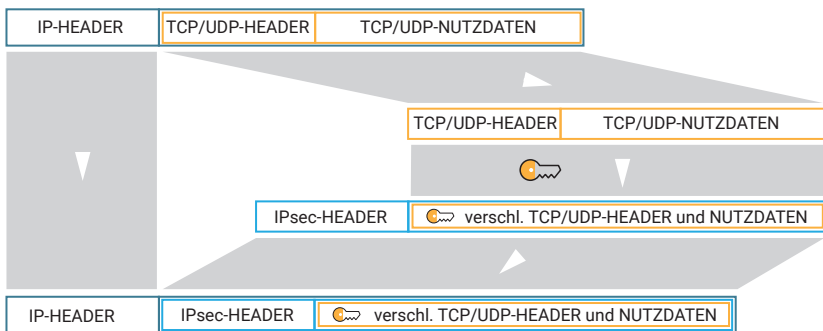 IP-HEADER TCP/UDP-HEADER TCP/UDP-NUTZDATEN
TCP/UDP-HEADER TCP/UDP-NUTZDATEN
IPsec-HEADER verschl. TCP/UDP-HEADER und NUTZDATEN
IP-HEADER IPsec-HEADER verschl. TCP/UDP-HEADER und NUTZDATEN